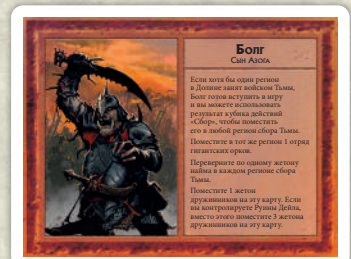 Болг
Сын Азога
Если хотя бы один регион
в Долине занят войском Тьмы,
Болг готов вступить в игру
и вы можете использовать
результат кубика действий
«Сбор», чтобы поместить
его в любой регион сбора Тьмы.
Поместите в тот же регион 1 отряд
гигантских орков.
Переверните по одному жетону
найма в каждом регионе сбора
Тьмы.
Поместите 1 жетон
дружинников на эту карту. Если
вы контролируете Руины Дейла,
вместо этого поместите 3 жетона
дружинников на эту карту.